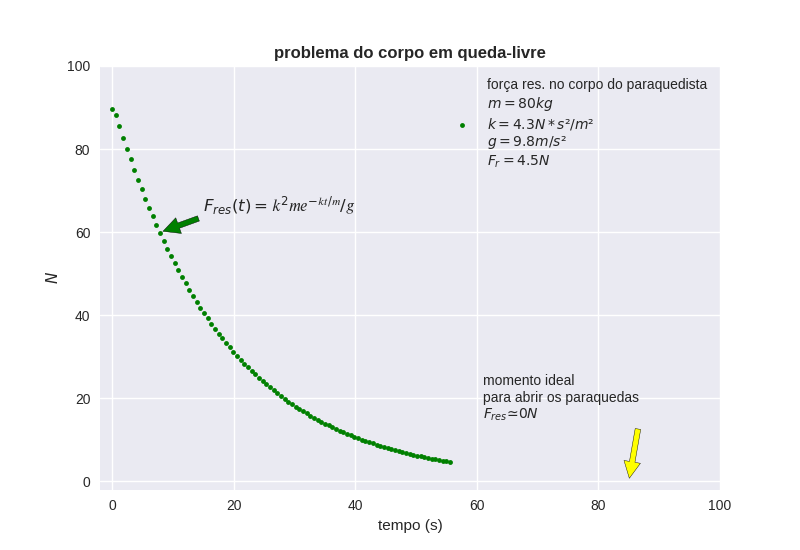 problema do corpo em queda-livre
100
80
60
40
20
0
N
força res. no corpo do paraquedista
m = 80kg
k = 4.3N * s²/m²
g = 9.8m/s²
F_r = 4.5N
F_res(t) = k²me^(-kt/m)/g
momento ideal
para abrir os paraquedas
F_res≃0N
0 20 40 60 80 100
tempo (s)